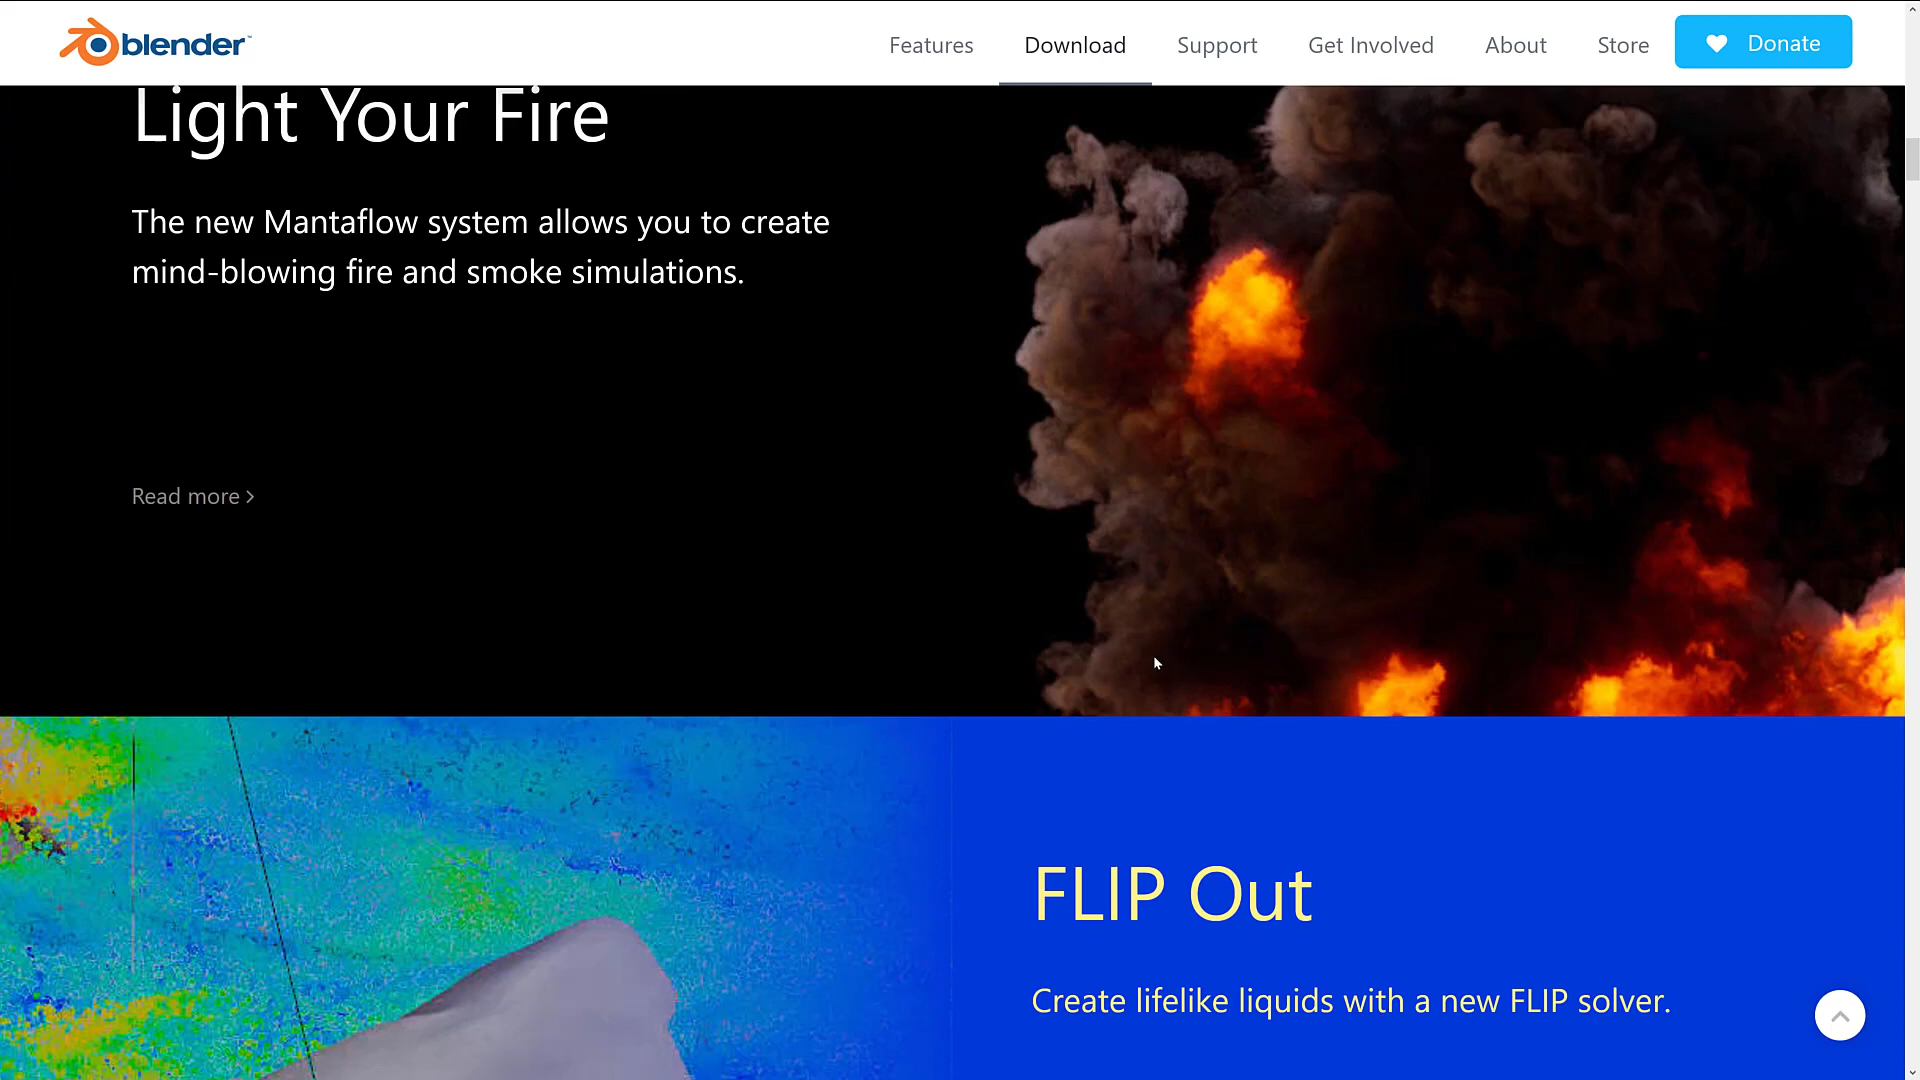 blender™
Features Download Support Get Involved About Store Donate
Light Your Fire
The new Mantaflow system allows you to create
mind-blowing fire and smoke simulations.
Read more
FLIP Out
Create lifelike liquids with a new FLIP solver.